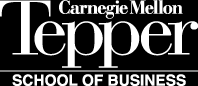 Carnegie Mellon
Tepper
SCHOOL OF BUSINESS